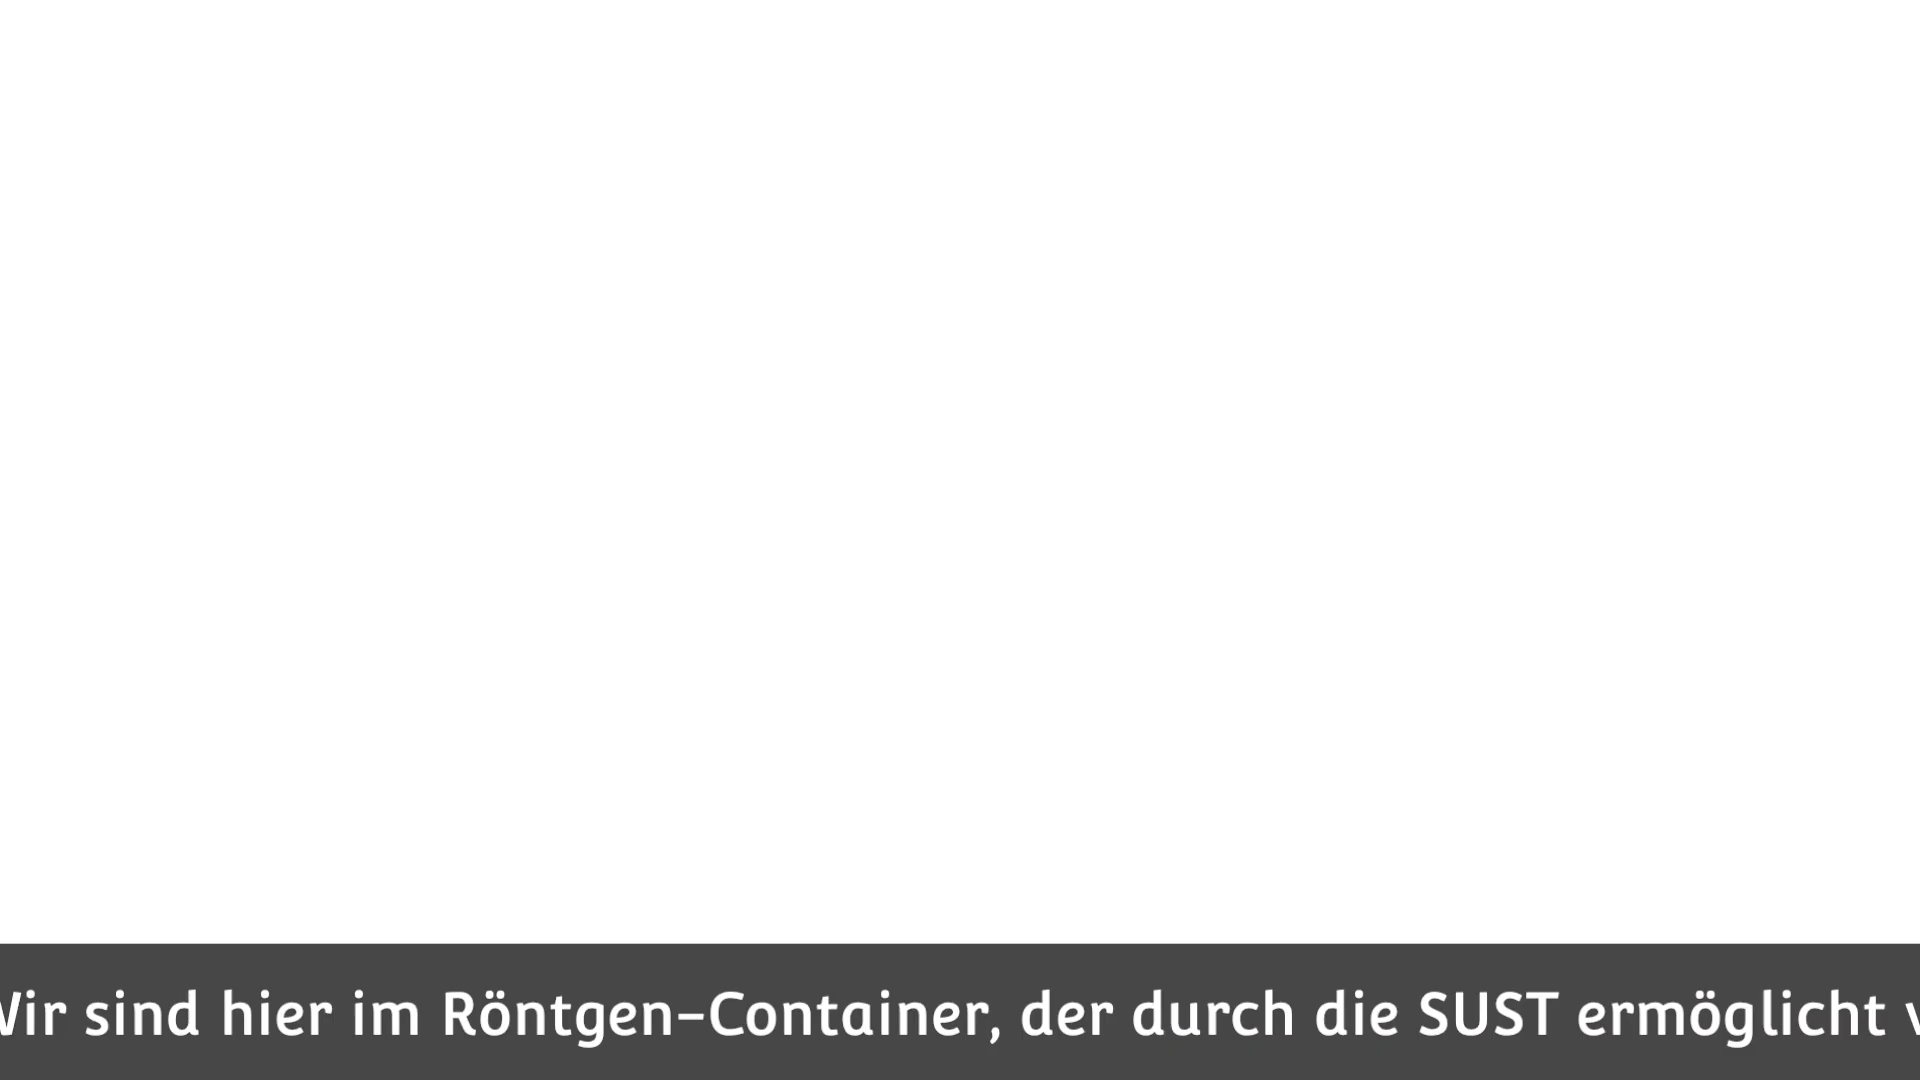 Wir sind hier im Röntgen-Container, der durch die SUST ermöglicht